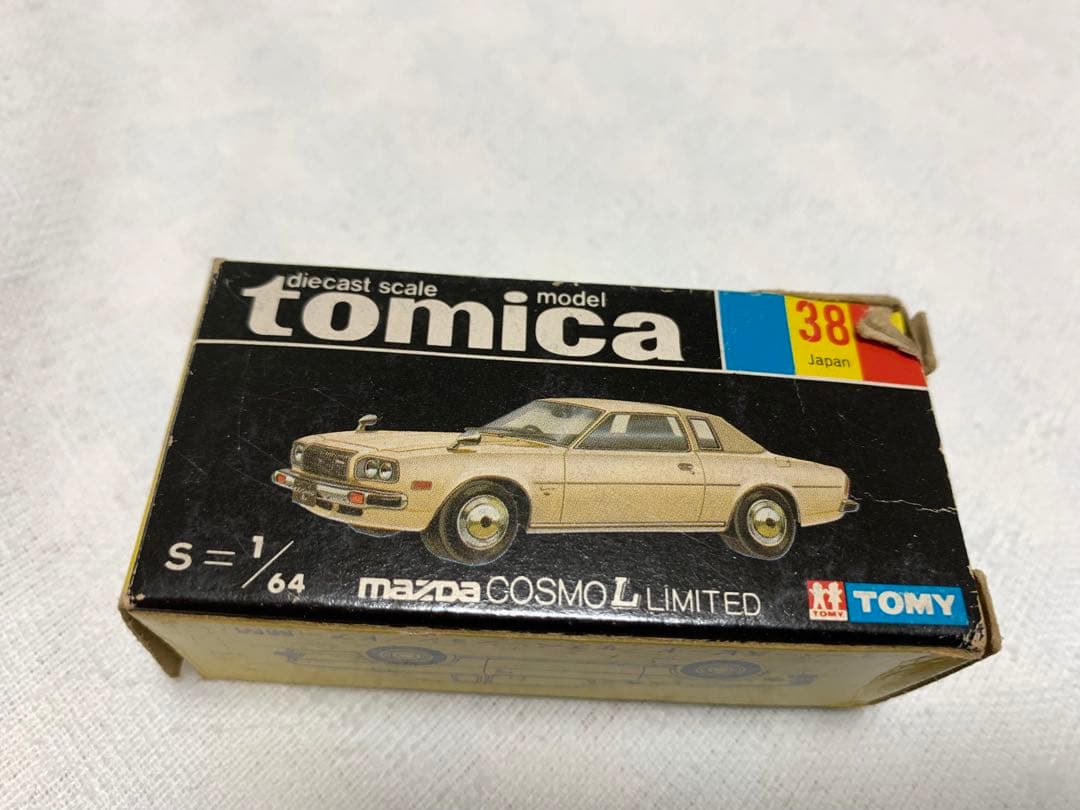 diecast scale model
tomica
38
Japan
S=1/64
mazda COSMO L LIMITED
TOMY
TOMY